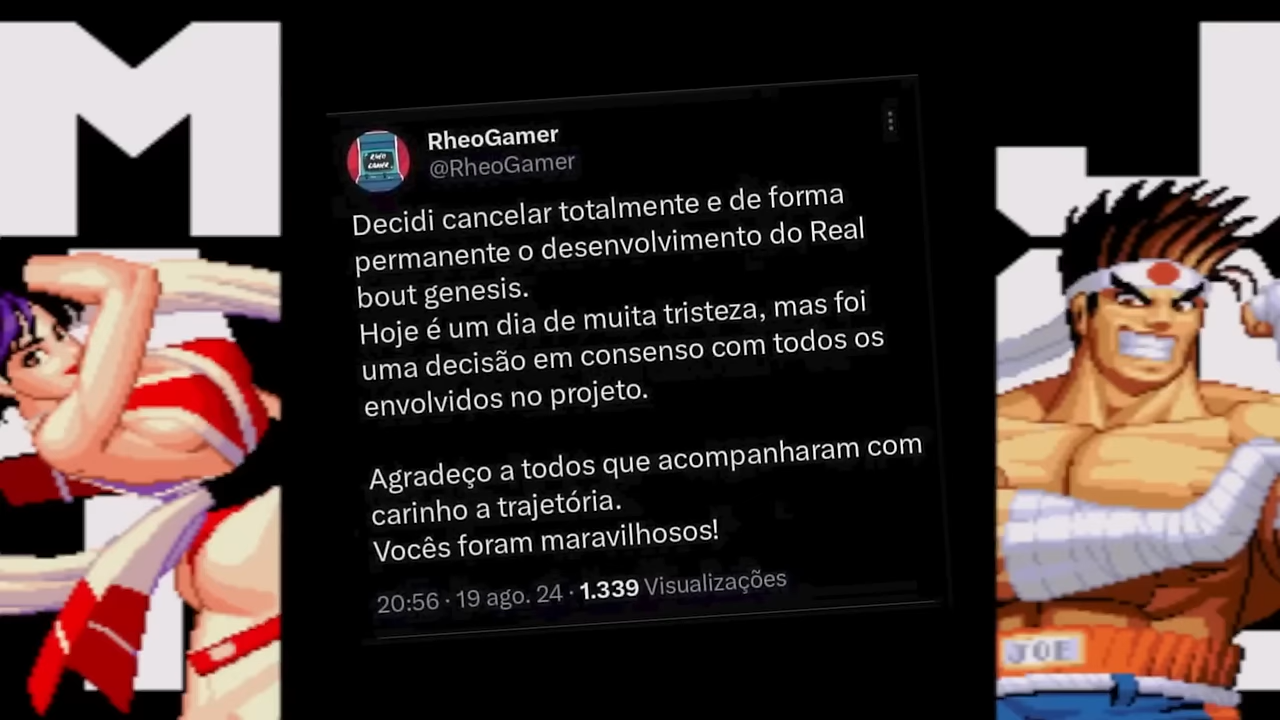 RheoGamer
@RheoGamer
Decidi cancelar totalmente e de forma
permanente o desenvolvimento do Real
bout genesis.
Hoje é um dia de muita tristeza, mas foi
uma decisão em consenso com todos os
envolvidos no projeto.
Agradeço a todos que acompanharam com
carinho a trajetória.
Vocês foram maravilhosos!
20:56 · 19 ago. 24 · 1.339 Visualizações
RHEO
GAMER
M
JOE